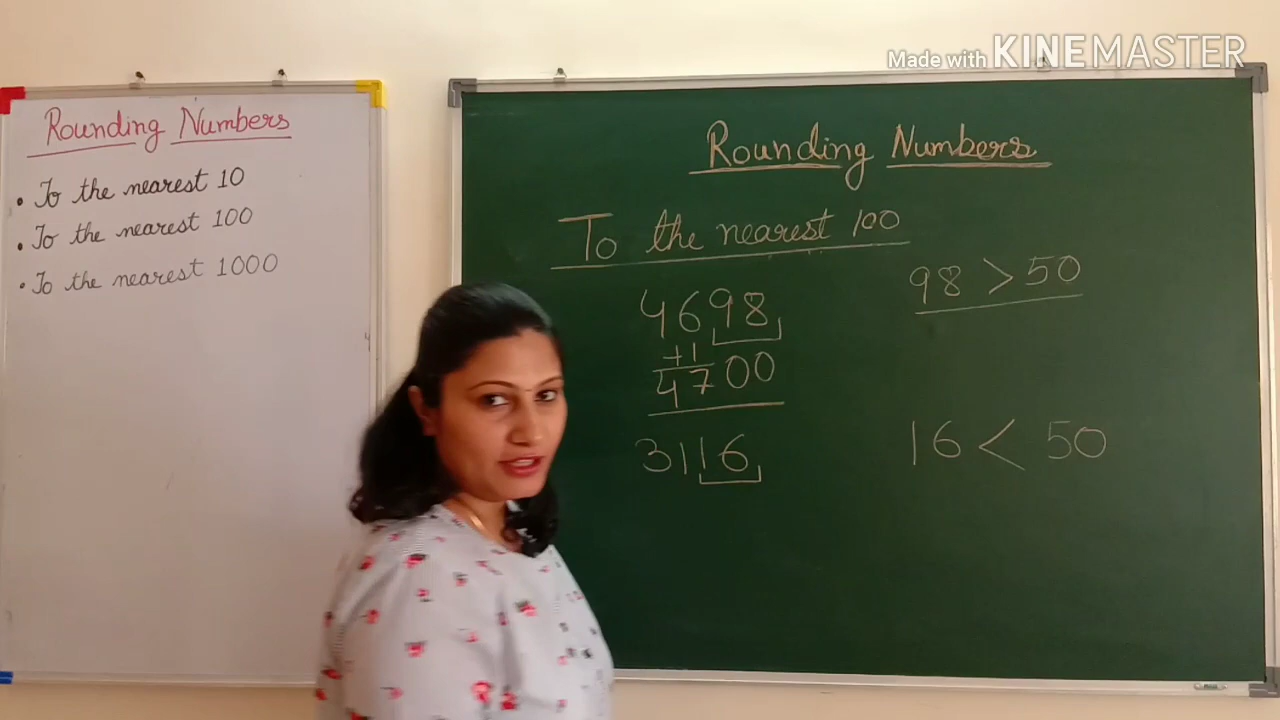 Made with KINEMASTER
Rounding Numbers
• To the nearest 10
• To the nearest 100
• To the nearest 1000
Rounding Numbers
To the nearest 100
4698
+1
4700
98 > 50
3116
16 < 50